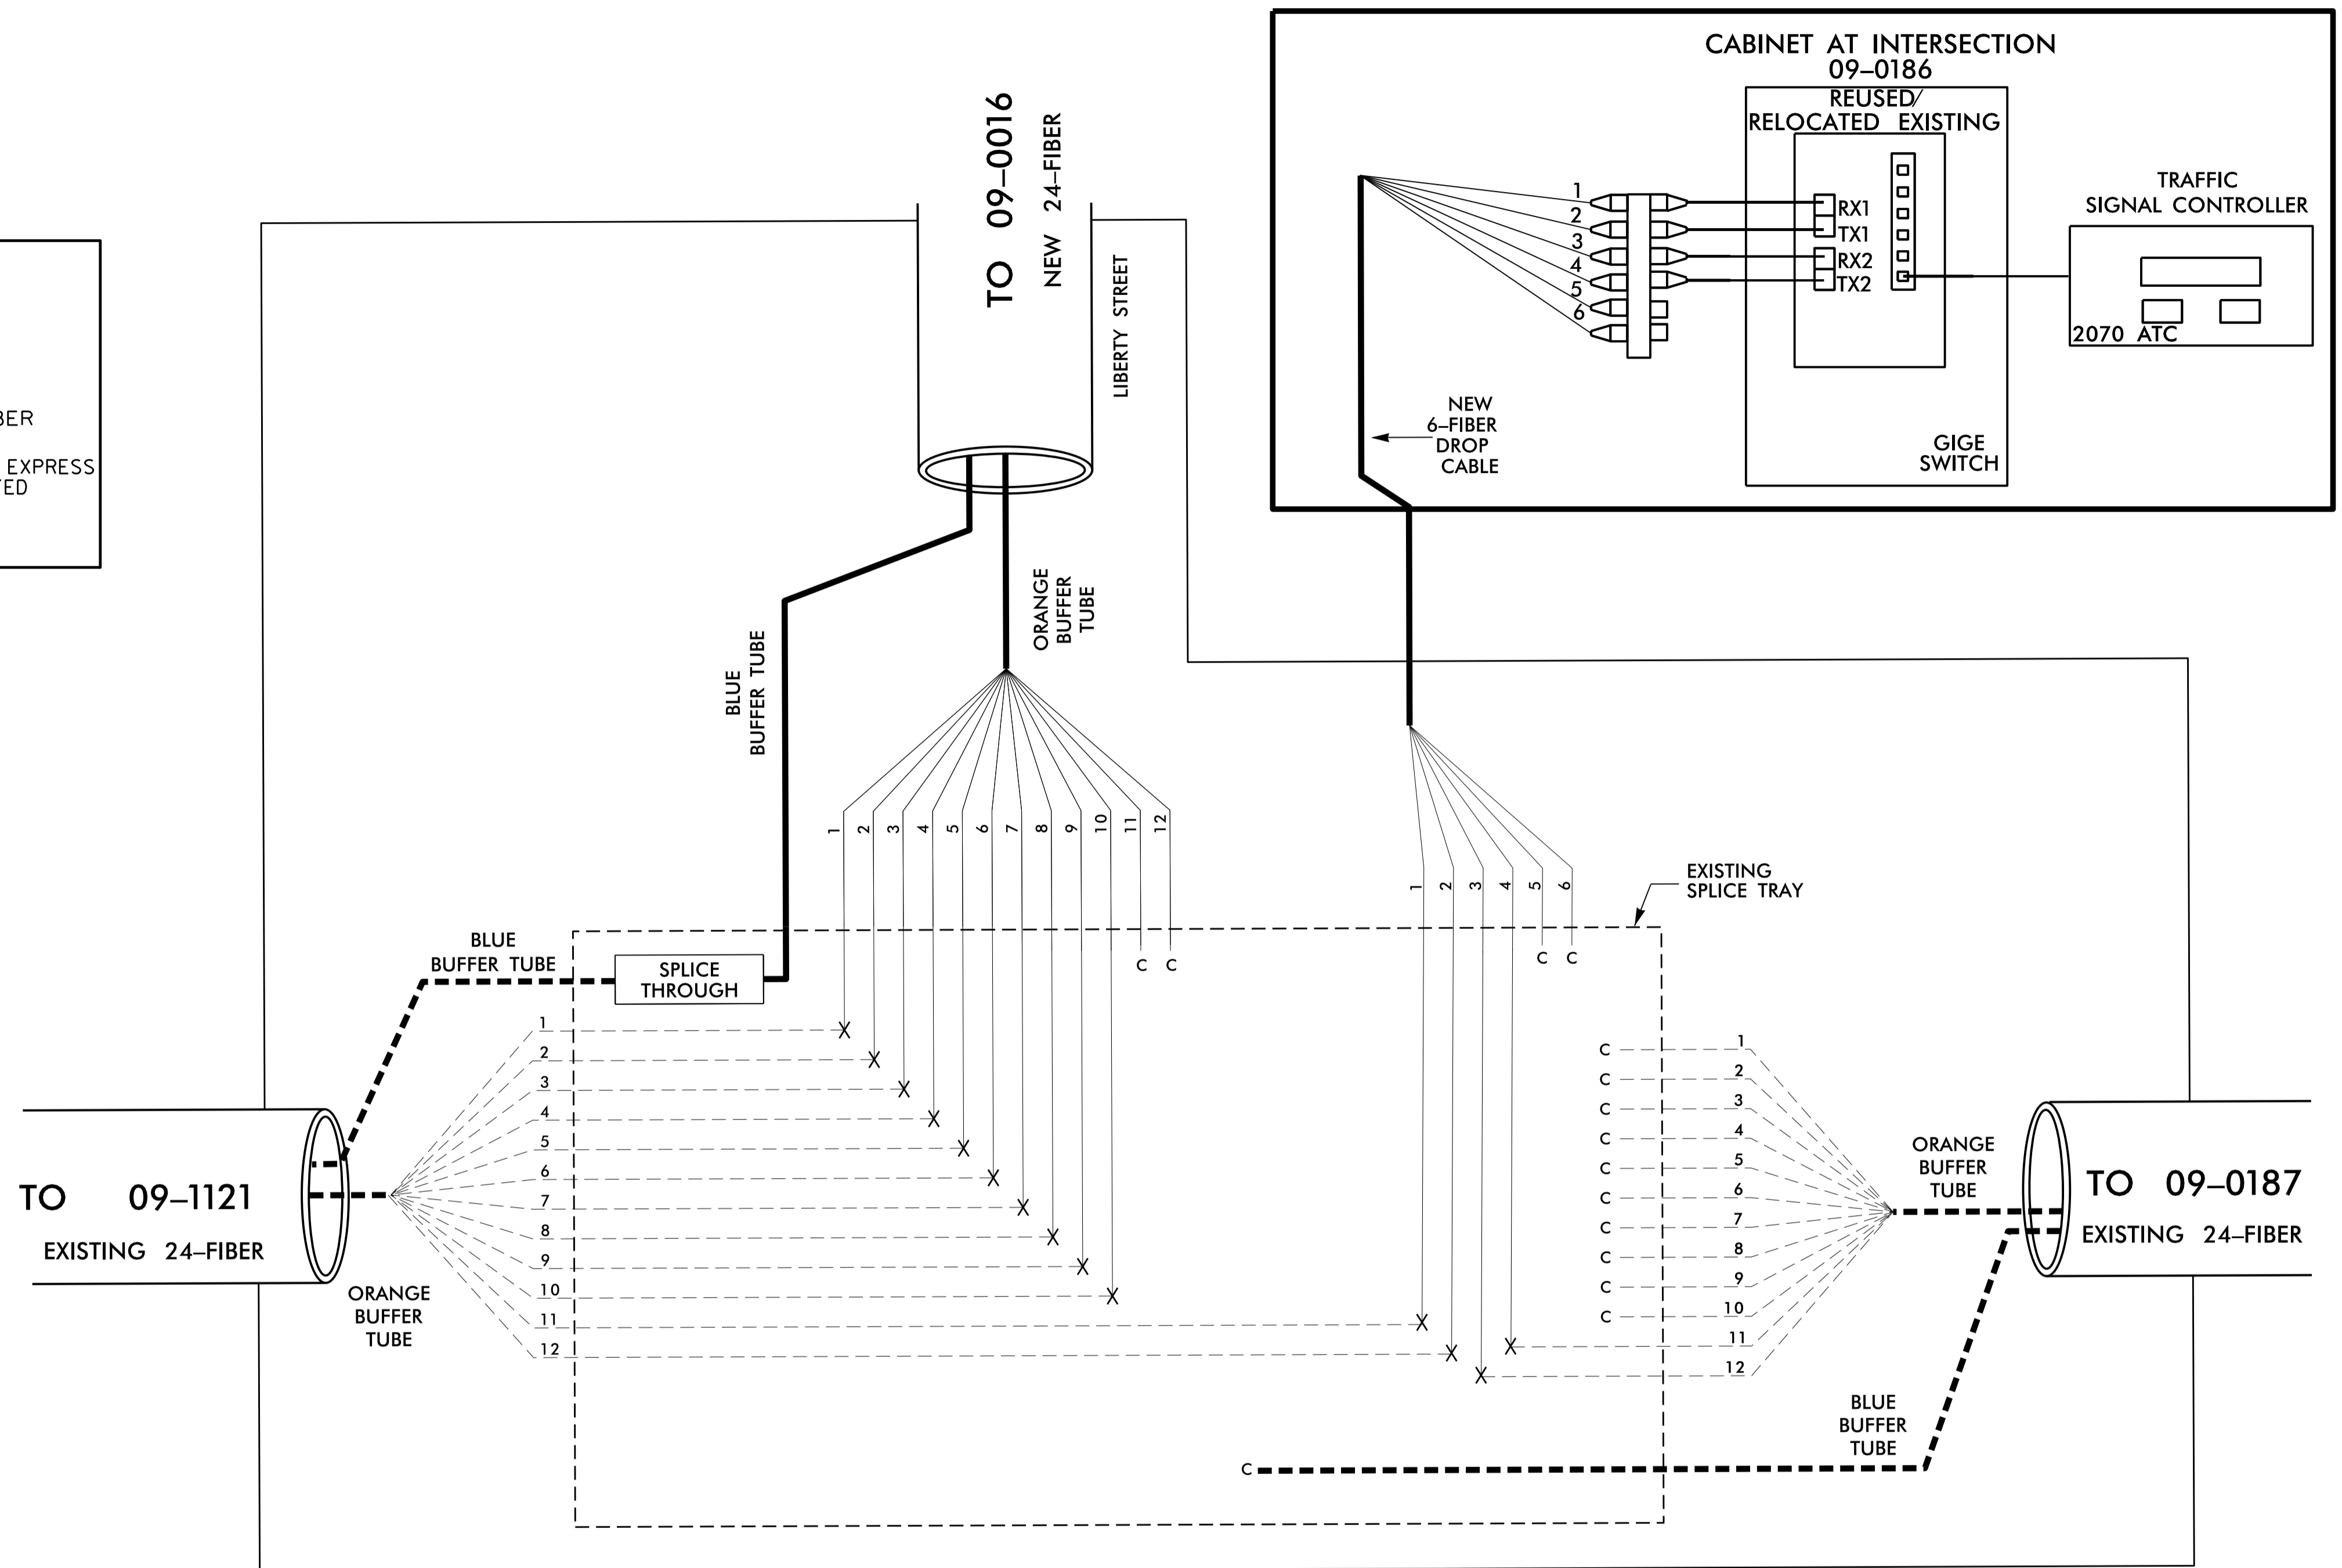 BER
EXPRESS
TED
TO 09–0016
NEW 24–FIBER
LIBERTY STREET
CABINET AT INTERSECTION
09–0186
REUSED/
RELOCATED EXISTING
1
2
3
4
5
6
RX1
TX1
RX2
TX2
GIGE
SWITCH
TRAFFIC
SIGNAL CONTROLLER
2070 ATC
NEW
6–FIBER
DROP
CABLE
ORANGE
BUFFER
TUBE
BLUE
BUFFER TUBE
1 2 3 4 5 6 7 8 9 10 11 12
1 2 3 4 5 6
EXISTING
SPLICE TRAY
BLUE
BUFFER TUBE
SPLICE
THROUGH
C C
C C
1
2
3
4
5
6
7
8
9
10
11
12
C 1
C 2
C 3
C 4
C 5
C 6
C 7
C 8
C 9
C 10
11
12
TO 09–1121
EXISTING 24–FIBER
ORANGE
BUFFER
TUBE
ORANGE
BUFFER
TUBE
TO 09–0187
EXISTING 24–FIBER
BLUE
BUFFER
TUBE
C